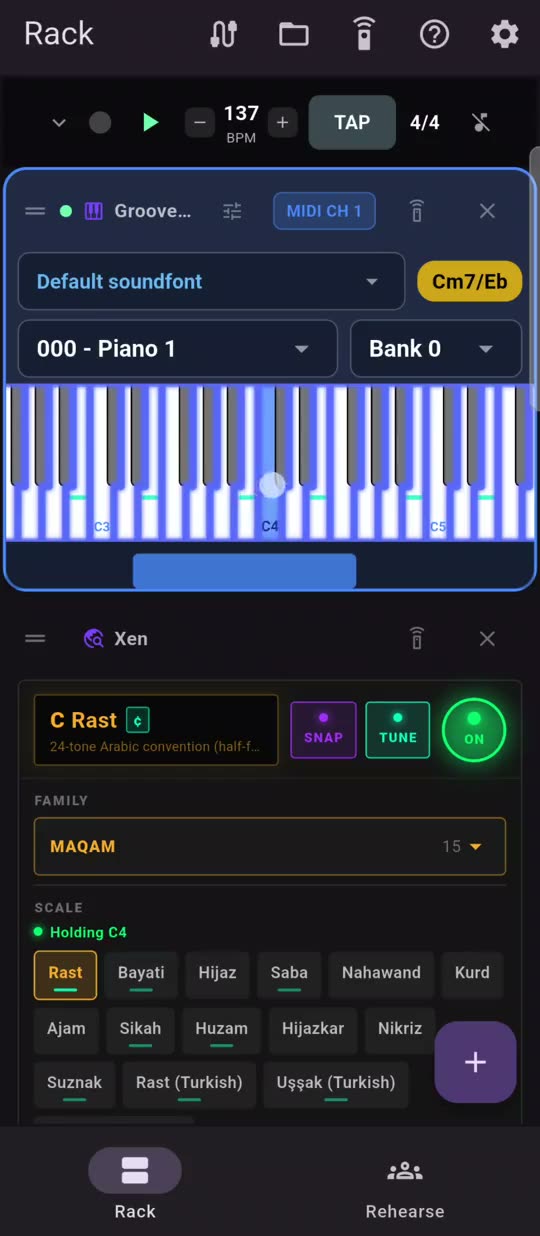 Rack
137
BPM
TAP
4/4
Groove...
MIDI CH 1
Default soundfont
Cm7/Eb
000 - Piano 1
Bank 0
C3
C4
C5
Xen
C Rast ¢
24-tone Arabic convention (half-f...
SNAP
TUNE
ON
FAMILY
MAQAM
15
SCALE
Holding C4
Rast
Bayati
Hijaz
Saba
Nahawand
Kurd
Ajam
Sikah
Huzam
Hijazkar
Nikriz
Suznak
Rast (Turkish)
Uşşak (Turkish)
Rack
Rehearse